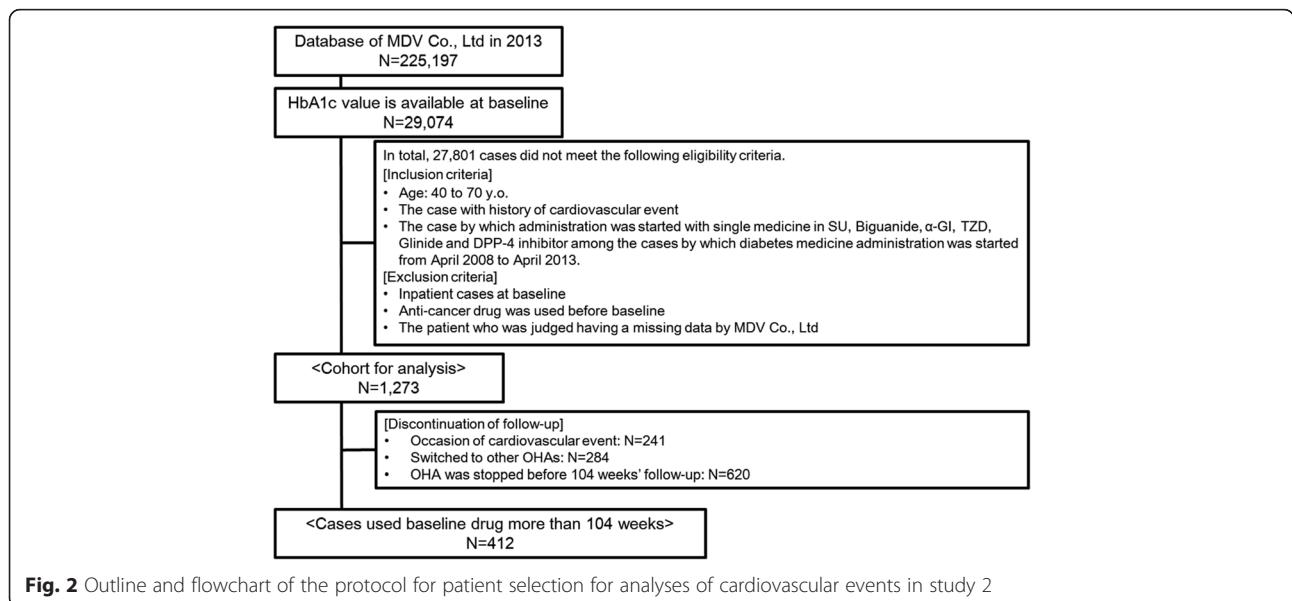 Database of MDV Co., Ltd in 2013
N=225,197
HbA1c value is available at baseline
N=29,074
In total, 27,801 cases did not meet the following eligibility criteria.
[Inclusion criteria]
• Age: 40 to 70 y.o.
• The case with history of cardiovascular event
• The case by which administration was started with single medicine in SU, Biguanide, α-GI, TZD,
Glinide and DPP-4 inhibitor among the cases by which diabetes medicine administration was started
from April 2008 to April 2013.
[Exclusion criteria]
• Inpatient cases at baseline
• Anti-cancer drug was used before baseline
• The patient who was judged having a missing data by MDV Co., Ltd
<Cohort for analysis>
N=1,273
[Discontinuation of follow-up]
• Occasion of cardiovascular event: N=241
• Switched to other OHAs: N=284
• OHA was stopped before 104 weeks' follow-up: N=620
<Cases used baseline drug more than 104 weeks>
N=412
Fig. 2 Outline and flowchart of the protocol for patient selection for analyses of cardiovascular events in study 2